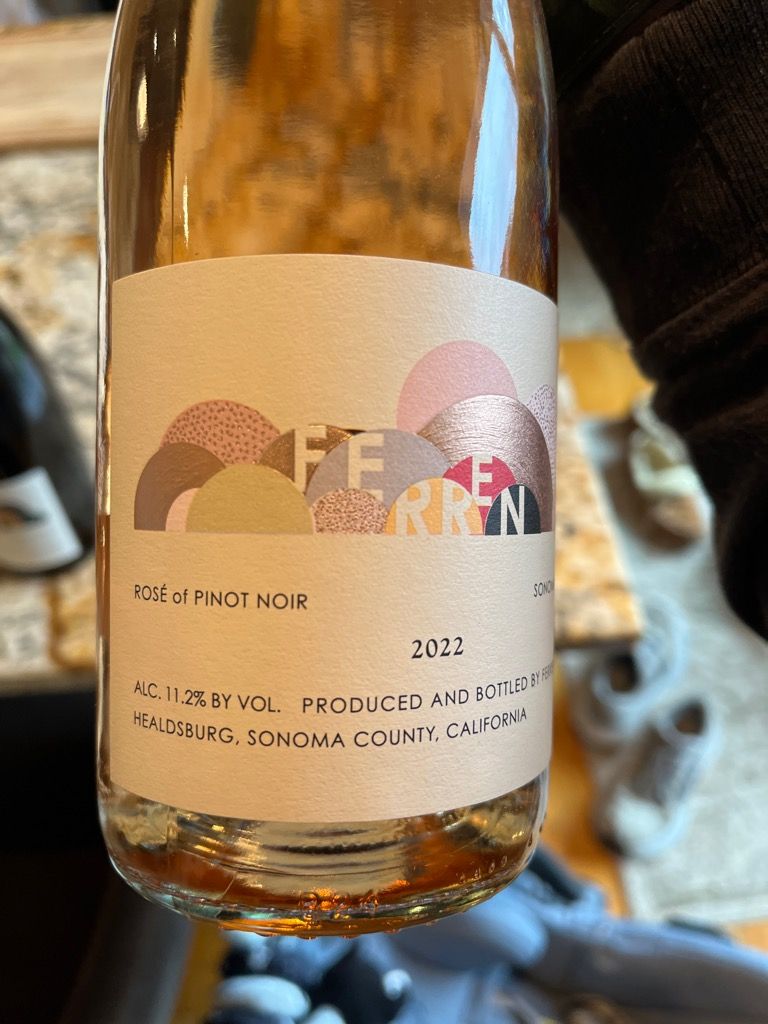 FERREN
ROSÉ of PINOT NOIR
2022
ALC. 11.2% BY VOL. PRODUCED AND BOTTLED BY
HEALDSBURG, SONOMA COUNTY, CALIFORNIA